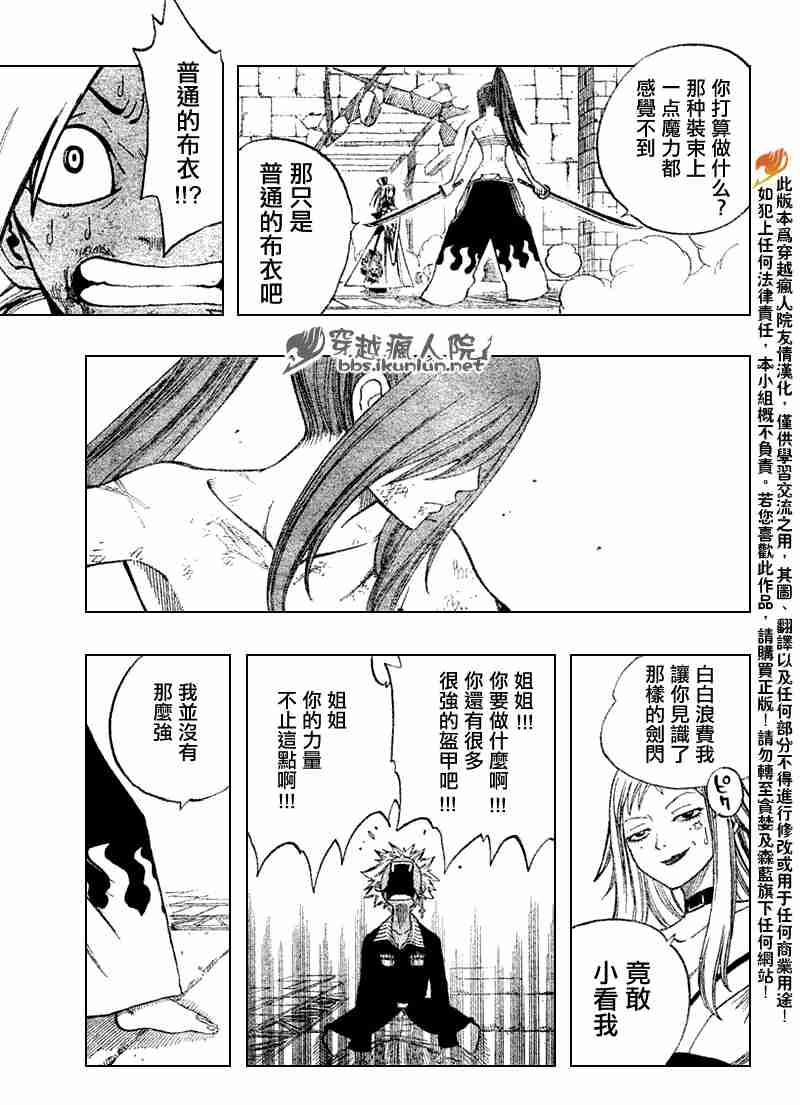 你打算做什么?
那种裝束上
一点魔力都
感覺不到
那只是
普通的布衣吧
普通的布衣
!!?
穿越瘋人院
bbs.ikunlun.net
白白浪費我
讓你見識了
那樣的劍閃
ピク
竟敢
小看我
姐姐!!!
你要做什麼啊!!!
你還有很多
很強的盔甲吧!!!
姐姐
你的力量
不止這點啊!!!
我並沒有
那麼強
此版本爲穿越瘋人院友情漢化，僅供學習交流之用，其圖、翻譯以及任何部分不得進行修改或用于任何商業用途！
如犯上任何法律責任，本小組概不負責。若您喜歡此作品，請購買正版！請勿轉至貪婪及森藍旗下任何網站！